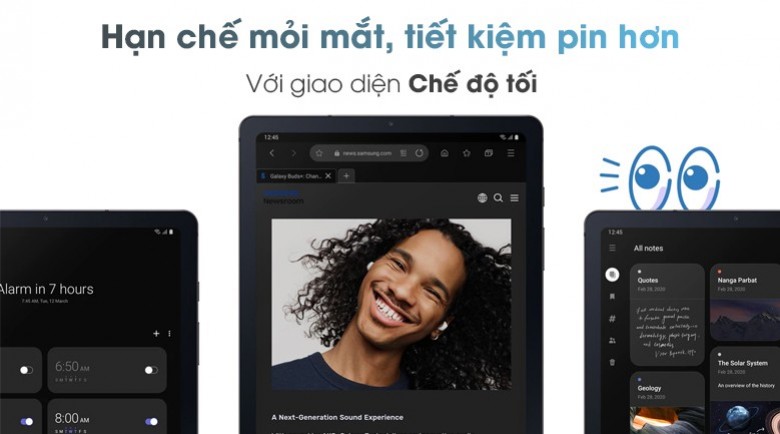 Hạn chế mỏi mắt, tiết kiệm pin hơn
Với giao diện Chế độ tối
12:45
news.samsung.com
Galaxy Buds+: Chan...
Newsroom
A Next-Generation Sound Experience
Alarm in 7 hours
7:45 AM, Tue, 12 March
6:50 AM
S M T W T F S
8:00 AM
S M T W T F S
12:45
All notes
Quotes
Feb 28, 2020
Nanga Parbat
Feb 28, 2020
The Solar System
Feb 28, 2020
An overview of the history
Geology
Feb 28, 2020